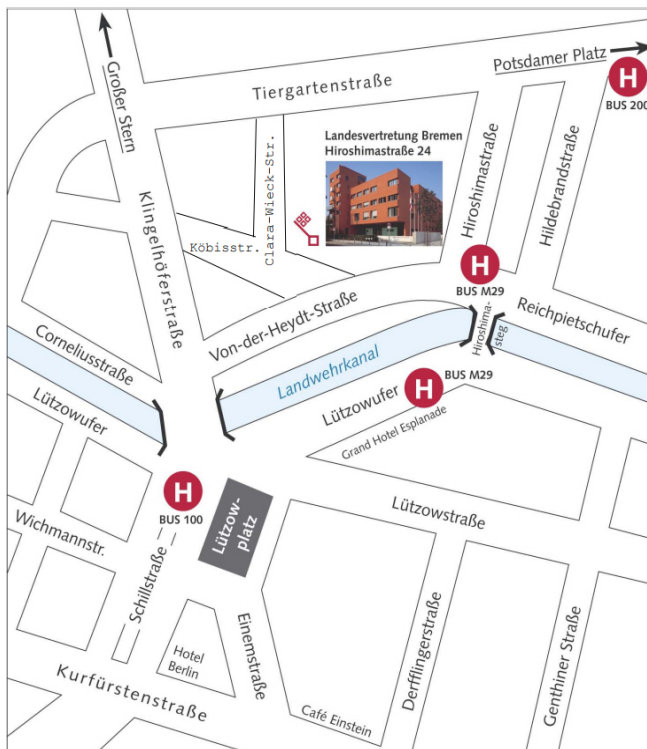 Potsdamer Platz
H
BUS 200
Großer Stern
Tiergartenstraße
Landesvertretung Bremen
Hiroshimastraße 24
Clara-Wieck-Str.
Köbisstr.
Klingelhöferstraße
Hiroshimastraße
Hildebrandstraße
H
BUS M29
Von-der-Heydt-Straße
Reichpietschufer
Hiroshima-
steg
Corneliusstraße
Landwehrkanal
Lützowufer
Lützowufer
H
BUS M29
Grand Hotel Esplanade
H
BUS 100
Lützow-
platz
Lützowstraße
Wichmannstr.
Schillstraße
Einemstraße
Derfflingerstraße
Genthiner Straße
Hotel
Berlin
Kurfürstenstraße
Café Einstein